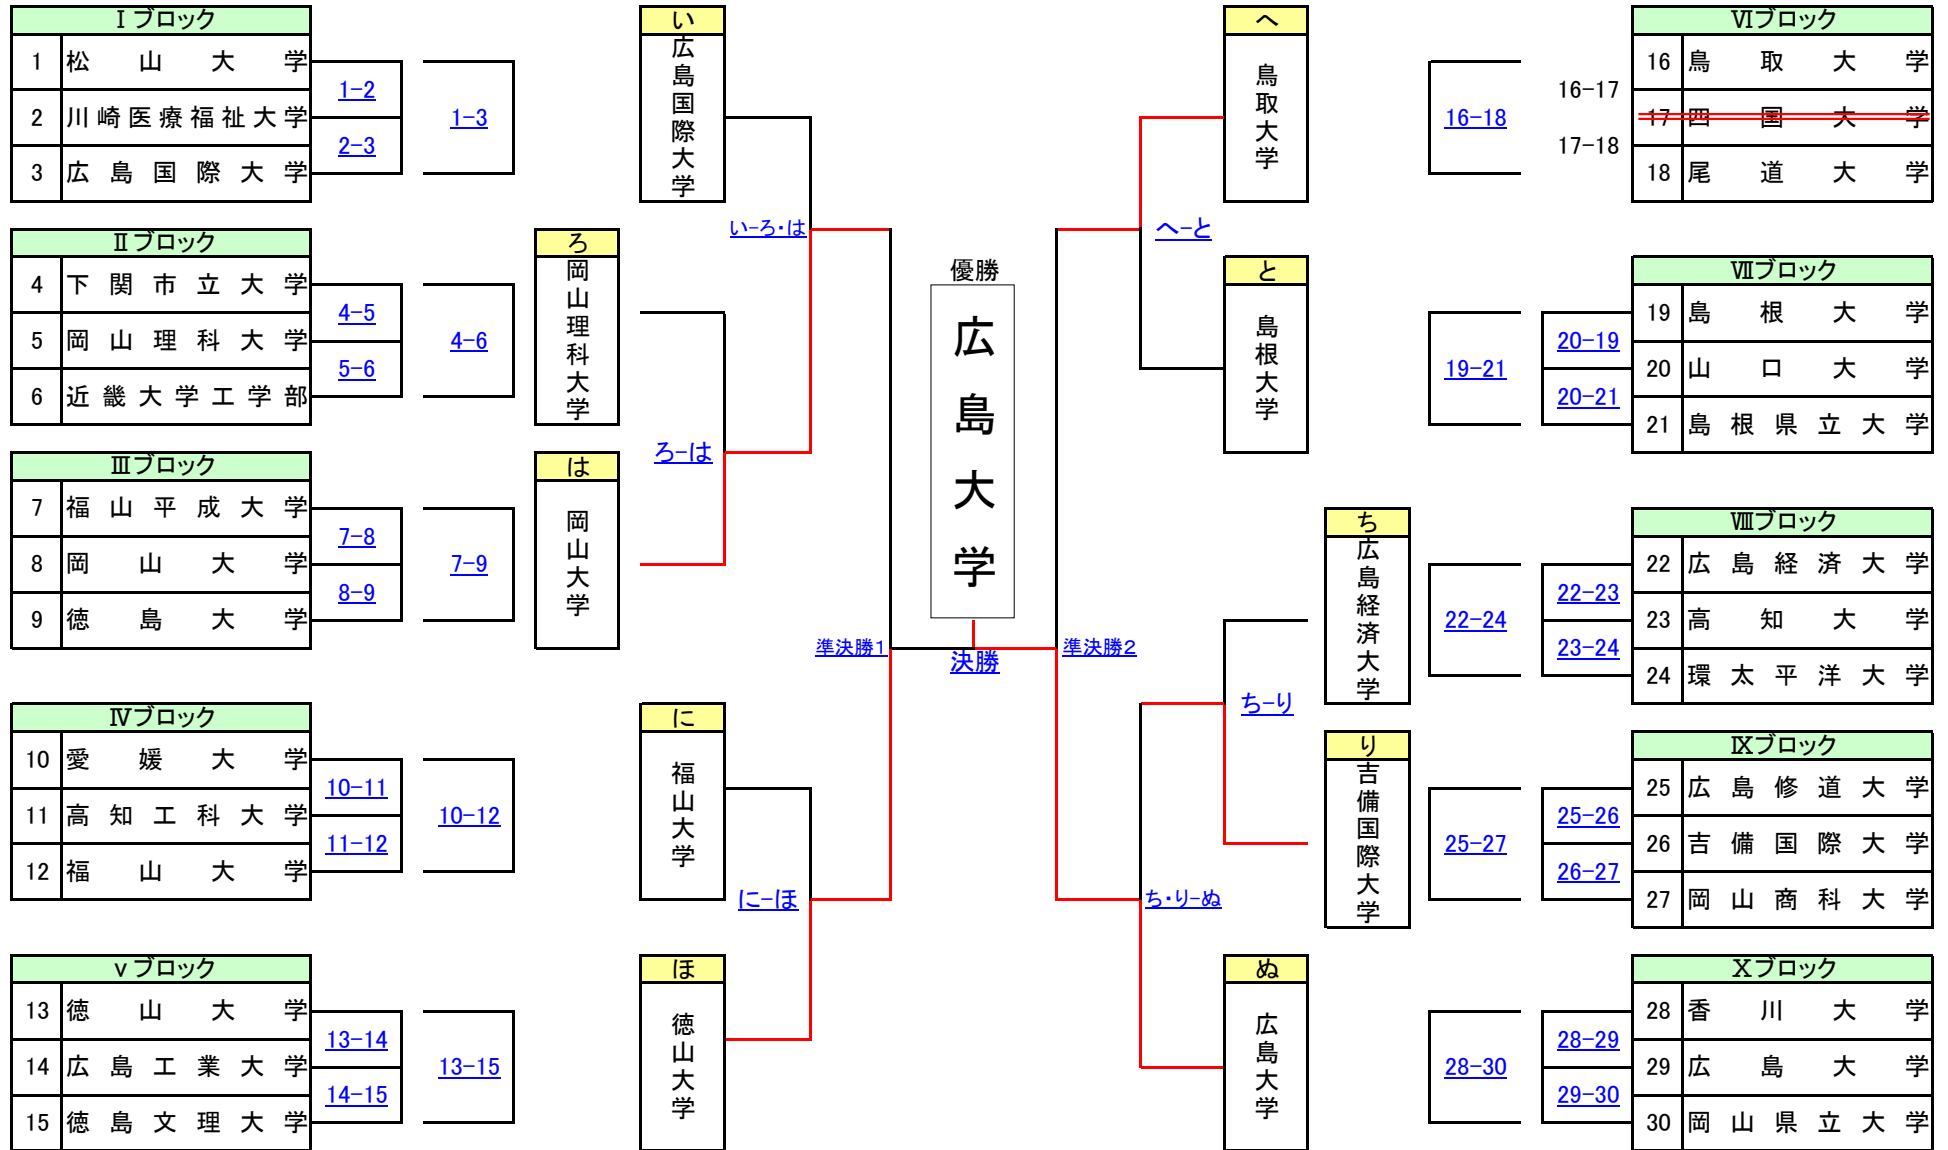 Ⅰブロック
1 松山大学
2 川崎医療福祉大学
3 広島国際大学
1-2
2-3
1-3
Ⅱブロック
4 下関市立大学
5 岡山理科大学
6 近畿大学工学部
4-5
5-6
4-6
Ⅲブロック
7 福山平成大学
8 岡山大学
9 徳島大学
7-8
8-9
7-9
Ⅳブロック
10 愛媛大学
11 高知工科大学
12 福山大学
10-11
11-12
10-12
ⅴブロック
13 徳山大学
14 広島工業大学
15 徳島文理大学
13-14
14-15
13-15
い
広島国際大学
ろ
岡山理科大学
は
岡山大学
に
福山大学
ほ
徳山大学
い-ろ・は
ろ-は
に-ほ
準決勝1
優勝
広島大学
決勝
準決勝2
へ-と
ち-り
ち・り-ぬ
へ
鳥取大学
と
島根大学
ち
広島経済大学
り
吉備国際大学
ぬ
広島大学
Ⅵブロック
16 鳥取大学
17 四国大学
18 尾道大学
16-17
17-18
16-18
Ⅶブロック
19 島根大学
20 山口大学
21 島根県立大学
20-19
20-21
19-21
Ⅷブロック
22 広島経済大学
23 高知大学
24 環太平洋大学
22-23
23-24
22-24
Ⅸブロック
25 広島修道大学
26 吉備国際大学
27 岡山商科大学
25-26
26-27
25-27
Ⅹブロック
28 香川大学
29 広島大学
30 岡山県立大学
28-29
29-30
28-30